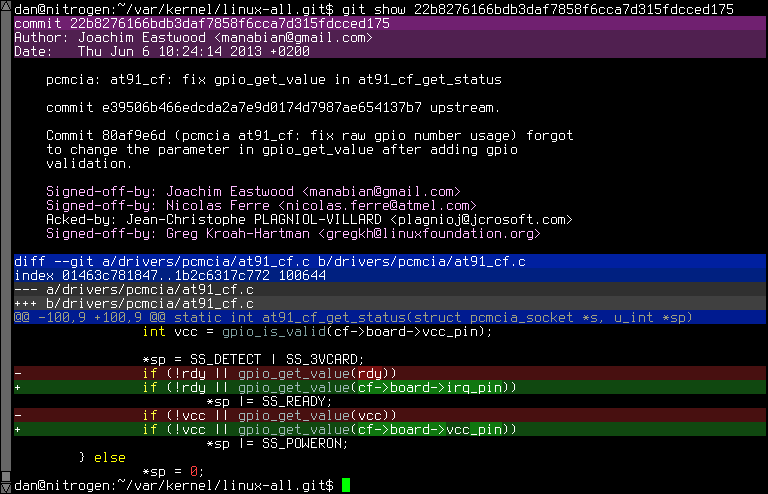 dan@nitrogen:~/var/kernel/linux-all.git$ git show 22b8276166bdb3daf7858f6cca7d315fdcced175
commit 22b8276166bdb3daf7858f6cca7d315fdcced175
Author: Joachim Eastwood <manabian@gmail.com>
Date:   Thu Jun 6 10:24:14 2013 +0200

    pcmcia: at91_cf: fix gpio_get_value in at91_cf_get_status

    commit e39506b466edcda2a7e9d0174d7987ae654137b7 upstream.

    Commit 80af9e6d (pcmcia at91_cf: fix raw gpio number usage) forgot
    to change the parameter in gpio_get_value after adding gpio
    validation.

    Signed-off-by: Joachim Eastwood <manabian@gmail.com>
    Signed-off-by: Nicolas Ferre <nicolas.ferre@atmel.com>
    Acked-by: Jean-Christophe PLAGNIOL-VILLARD <plagnioj@jcrosoft.com>
    Signed-off-by: Greg Kroah-Hartman <gregkh@linuxfoundation.org>

diff --git a/drivers/pcmcia/at91_cf.c b/drivers/pcmcia/at91_cf.c
index 01463c781847..1b2c6317c772 100644
--- a/drivers/pcmcia/at91_cf.c
+++ b/drivers/pcmcia/at91_cf.c
@@ -100,9 +100,9 @@ static int at91_cf_get_status(struct pcmcia_socket *s, u_int *sp)
                int vcc = gpio_is_valid(cf->board->vcc_pin);

                *sp = SS_DETECT | SS_3VCARD;
-               if (!rdy || gpio_get_value(rdy))
+               if (!rdy || gpio_get_value(cf->board->irq_pin))
                        *sp |= SS_READY;
-               if (!vcc || gpio_get_value(vcc))
+               if (!vcc || gpio_get_value(cf->board->vcc_pin))
                        *sp |= SS_POWERON;
        } else
                *sp = 0;
dan@nitrogen:~/var/kernel/linux-all.git$